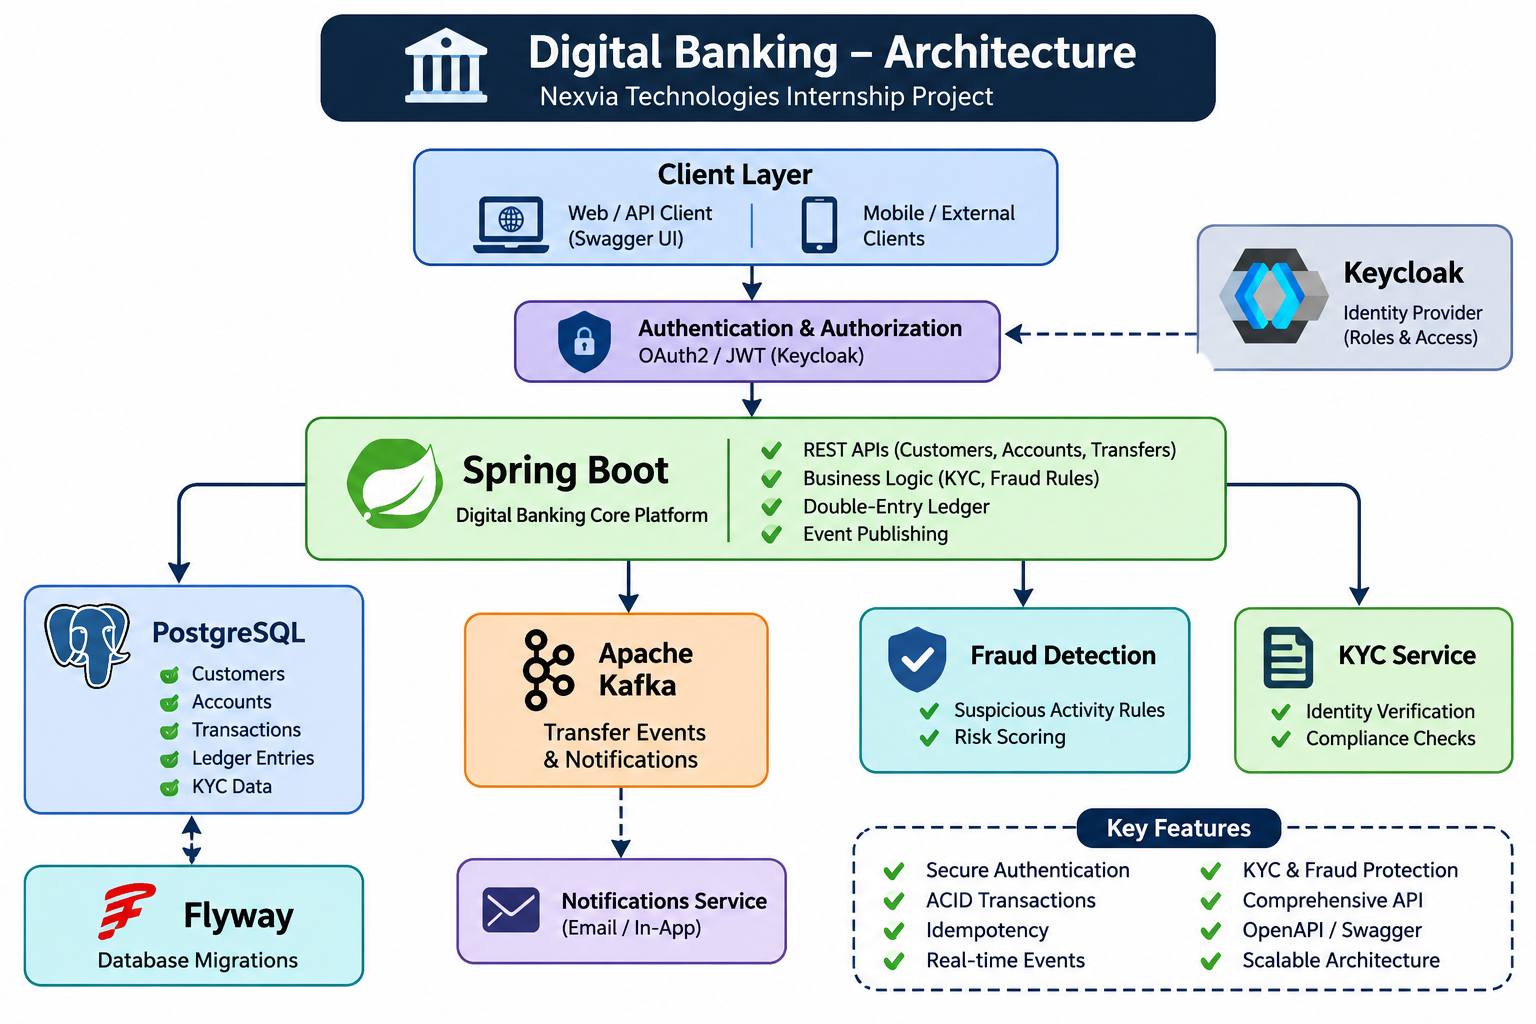 Digital Banking – Architecture
Nexvia Technologies Internship Project
Client Layer
Web / API Client
(Swagger UI)
Mobile / External
Clients
Keycloak
Identity Provider
(Roles & Access)
Authentication & Authorization
OAuth2 / JWT (Keycloak)
Spring Boot
Digital Banking Core Platform
REST APIs (Customers, Accounts, Transfers)
Business Logic (KYC, Fraud Rules)
Double-Entry Ledger
Event Publishing
PostgreSQL
Customers
Accounts
Transactions
Ledger Entries
KYC Data
Apache
Kafka
Transfer Events
& Notifications
Fraud Detection
Suspicious Activity Rules
Risk Scoring
KYC Service
Identity Verification
Compliance Checks
Flyway
Database Migrations
Notifications Service
(Email / In-App)
Key Features
Secure Authentication
ACID Transactions
Idempotency
Real-time Events
KYC & Fraud Protection
Comprehensive API
OpenAPI / Swagger
Scalable Architecture